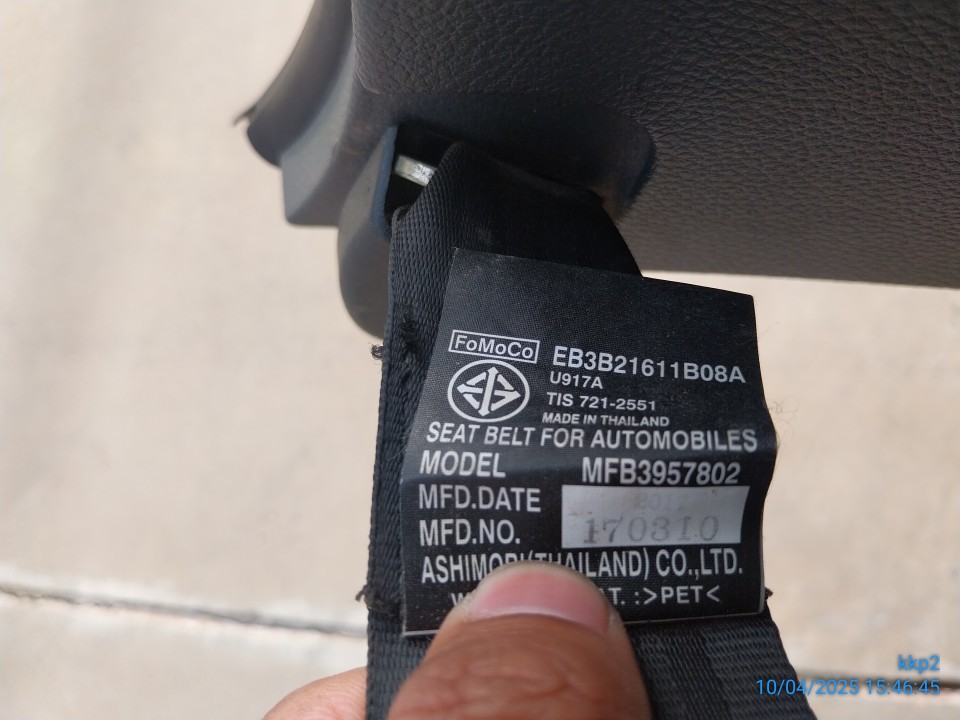 FoMoCo EB3B21611B08A
U917A
TIS 721-2551
MADE IN THAILAND
SEAT BELT FOR AUTOMOBILES
MODEL MFB3957802
MFD.DATE
MFD.NO. 170310
(THAILAND) CO.,LTD.
:>PET<
kkp2
10/04/2025 15:46:45